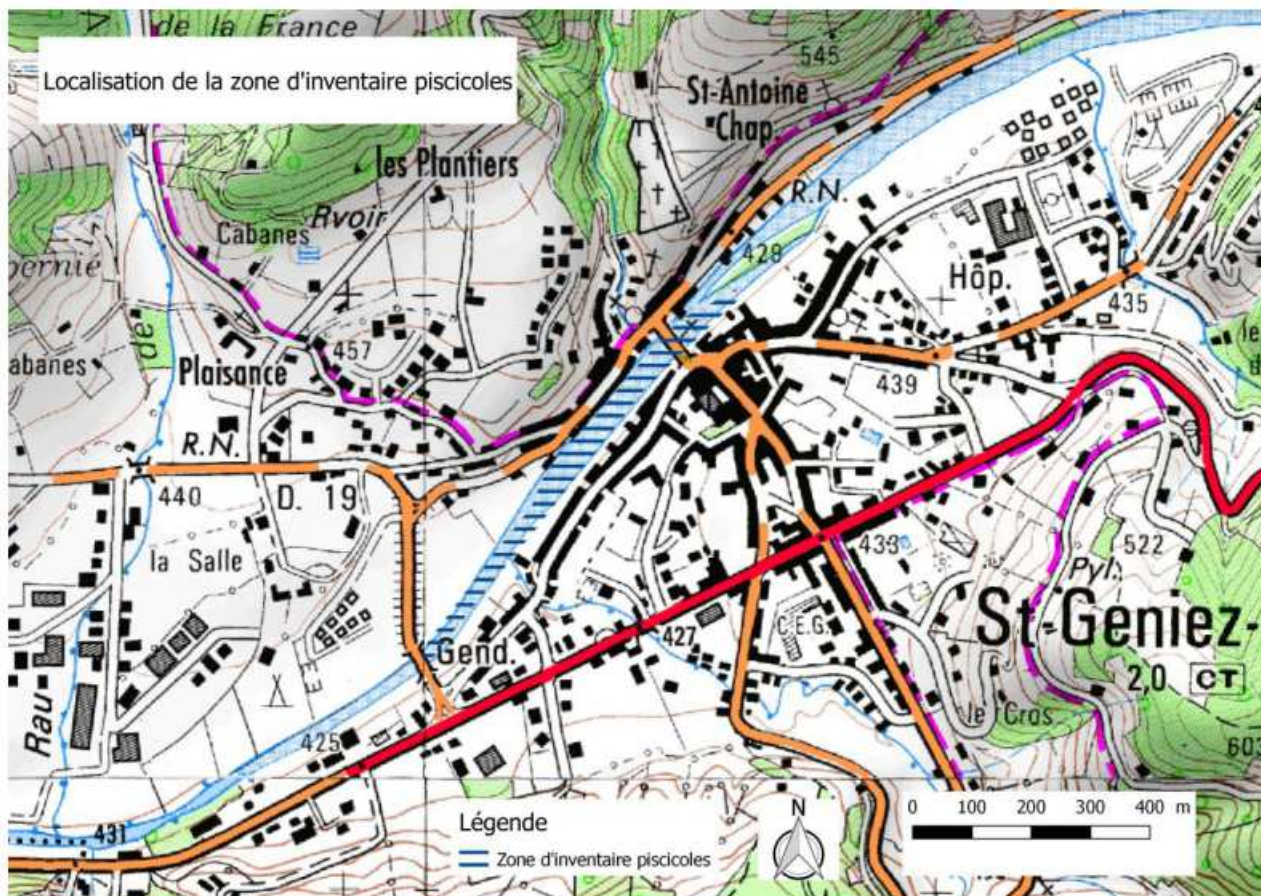 de la France
Localisation de la zone d'inventaire piscicoles
545
St-Antoine
Chap.
les Plantiers
R.N.
Rvoir
Cabanes
428
Hôp.
435
de
abanes
457
Plaisance
439
le
d
R.N.
440
D. 19
433
522
la Salle
Pyl.
St-Geniez-
C.E.G.
427
Gend.
2,0 CT
le Cros
Rau
425
603
431
Légende
Zone d'inventaire piscicoles
N
0 100 200 300 400 m